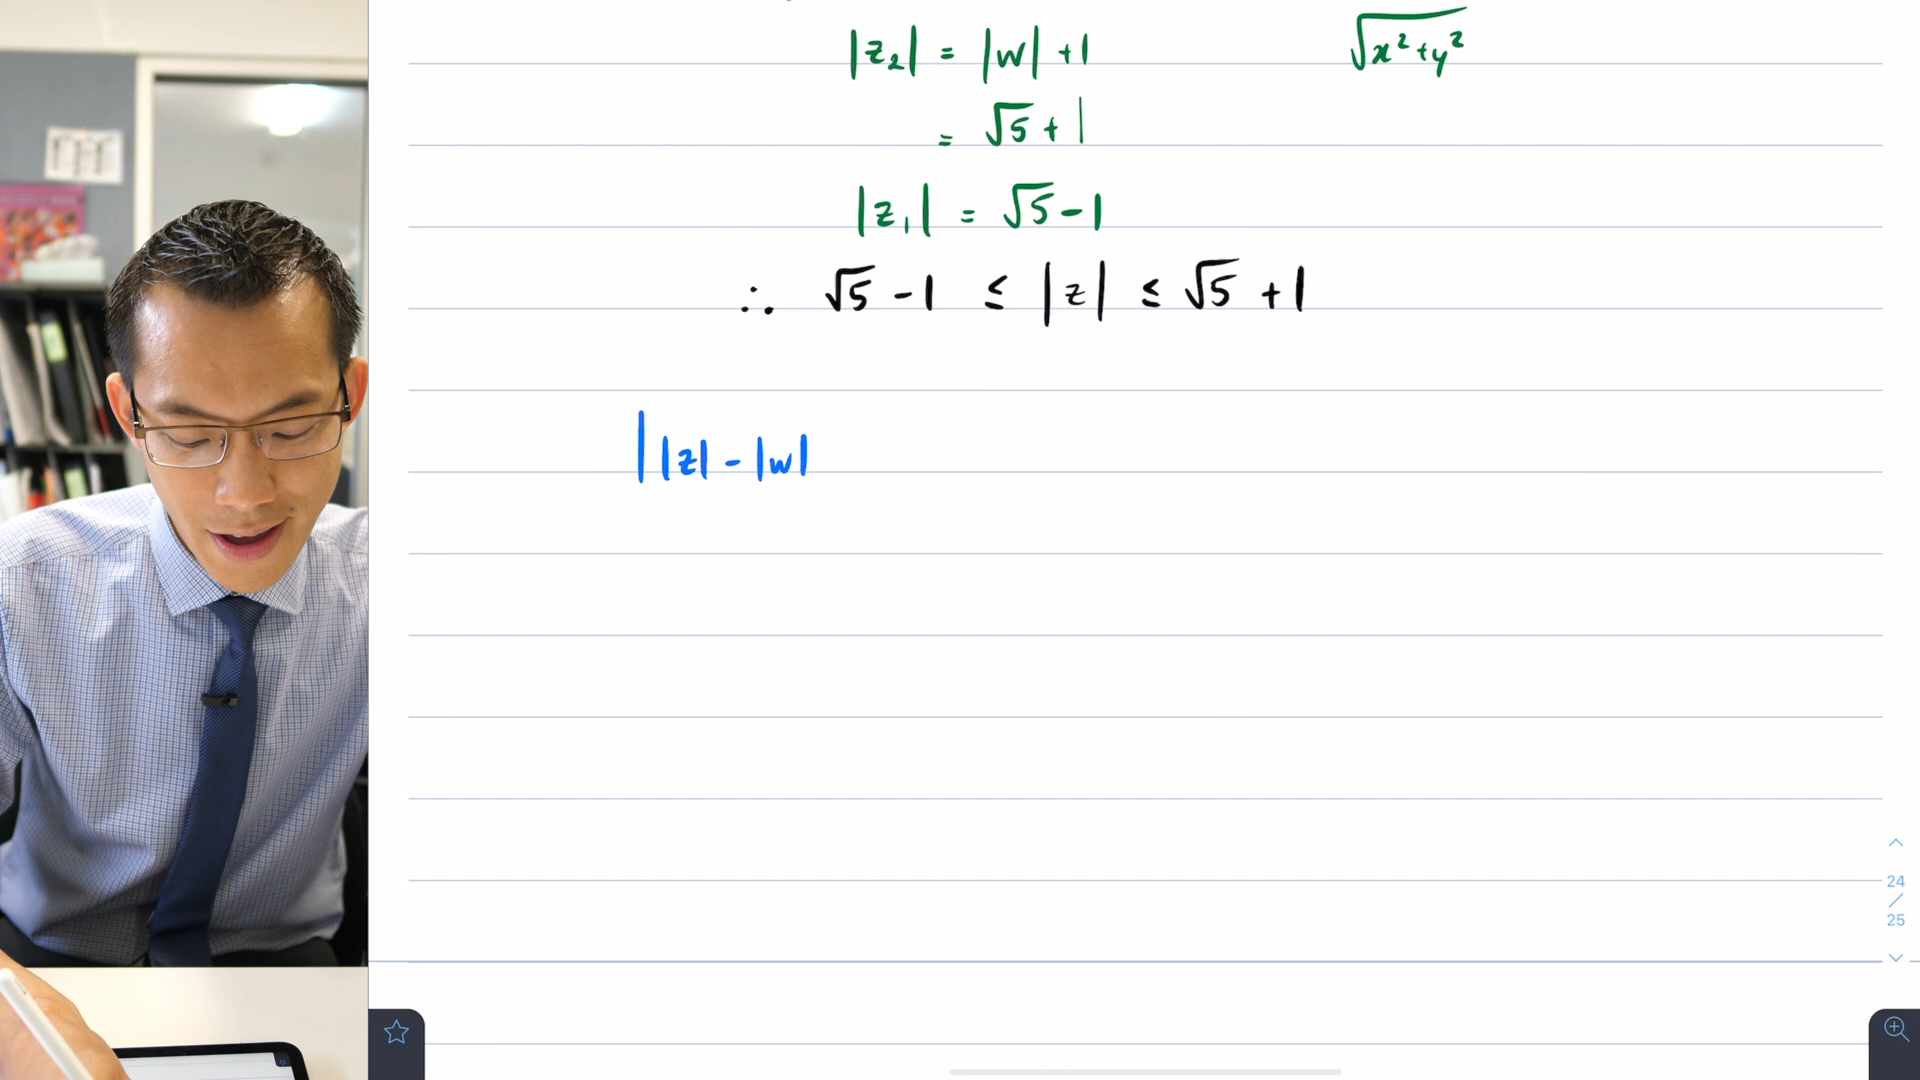 |z₂| = |w| + 1
√x² + y²
= √5 + 1
|z₁| = √5 - 1
∴ √5 - 1 ≤ |z| ≤ √5 + 1
||z| - |w|
24
/
25